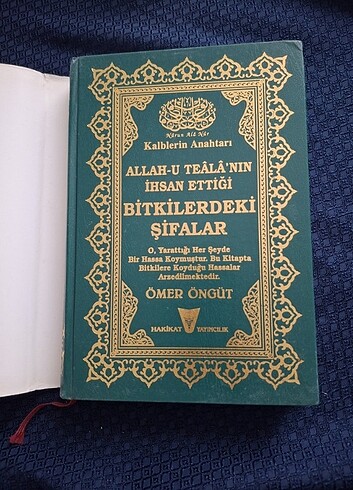 Nûrun Alâ Nûr
Kalblerin Anahtarı
ALLAH-U TEÂLÂ'NIN
İHSAN ETTİĞİ
BİTKİLERDEKİ
ŞİFALAR
O, Yarattığı Her Şeyde
Bir Hassa Koymuştur. Bu Kitapta
Bitkilere Koyduğu Hassalar
Arzedilmektedir.
ÖMER ÖNGÜT
HAKİKAT YAYINCILIK